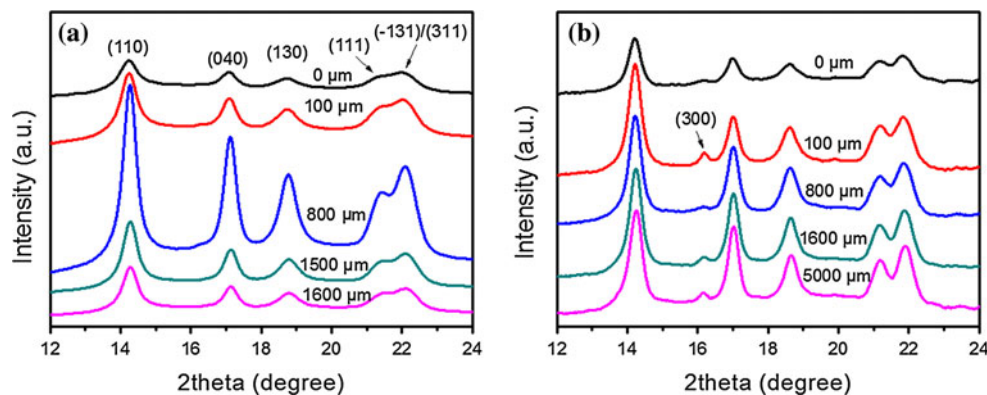 (a)
(110)
(040)
(130)
(111)
(-131)/(311)
0 µm
100 µm
800 µm
1500 µm
1600 µm
Intensity (a.u.)
12 14 16 18 20 22 24
2theta (degree)
(b)
0 µm
(300)
100 µm
800 µm
1600 µm
5000 µm
Intensity (a.u.)
12 14 16 18 20 22 24
2theta (degree)